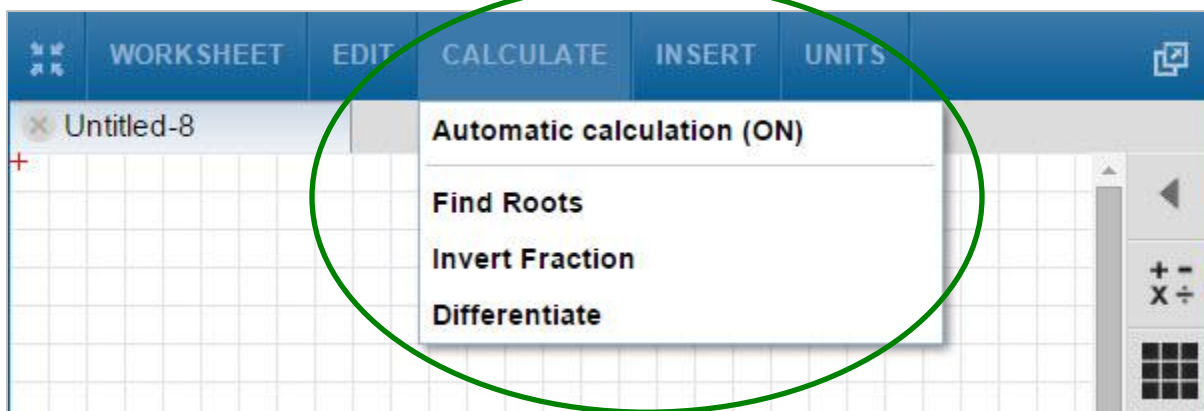 WORKSHEET EDIT CALCULATE INSERT UNITS
Untitled-8
Automatic calculation (ON)
Find Roots
Invert Fraction
Differentiate
+ -
x ÷